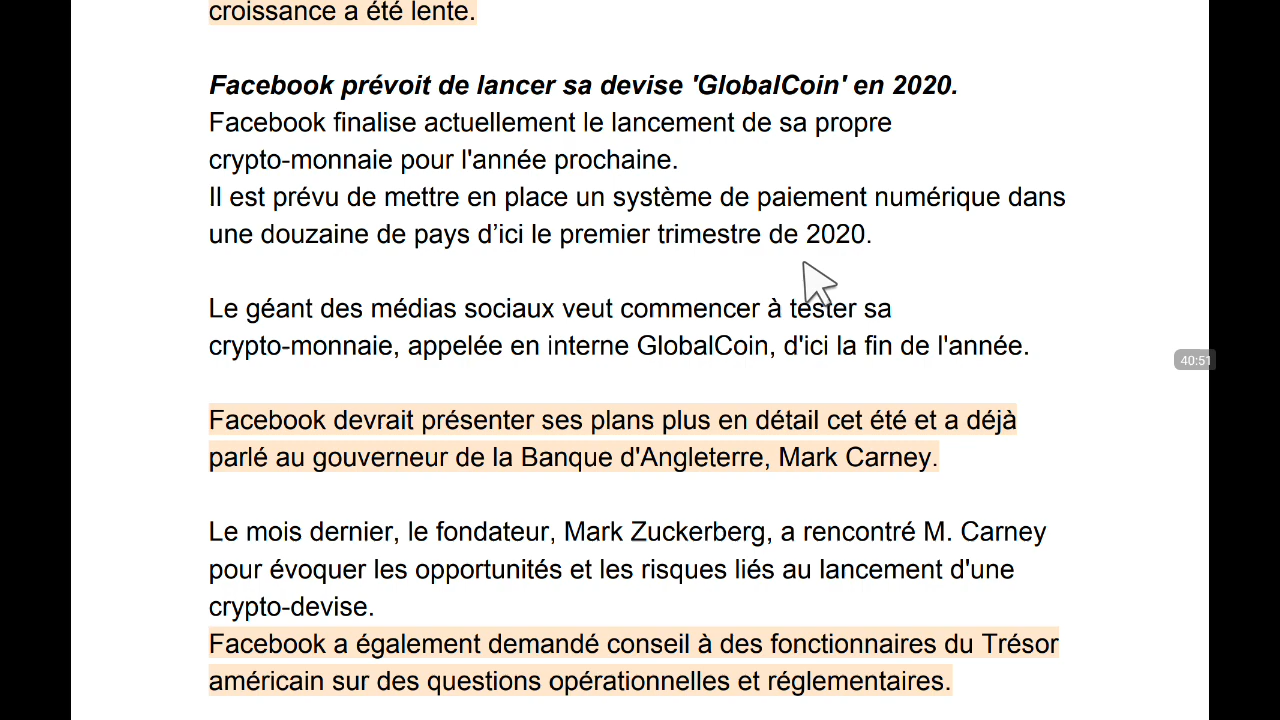 croissance a été lente.
Facebook prévoit de lancer sa devise 'GlobalCoin' en 2020.
Facebook finalise actuellement le lancement de sa propre
crypto-monnaie pour l'année prochaine.
Il est prévu de mettre en place un système de paiement numérique dans
une douzaine de pays d’ici le premier trimestre de 2020.
Le géant des médias sociaux veut commencer à tester sa
crypto-monnaie, appelée en interne GlobalCoin, d'ici la fin de l'année.
40:51
Facebook devrait présenter ses plans plus en détail cet été et a déjà
parlé au gouverneur de la Banque d'Angleterre, Mark Carney.
Le mois dernier, le fondateur, Mark Zuckerberg, a rencontré M. Carney
pour évoquer les opportunités et les risques liés au lancement d'une
crypto-devise.
Facebook a également demandé conseil à des fonctionnaires du Trésor
américain sur des questions opérationnelles et réglementaires.